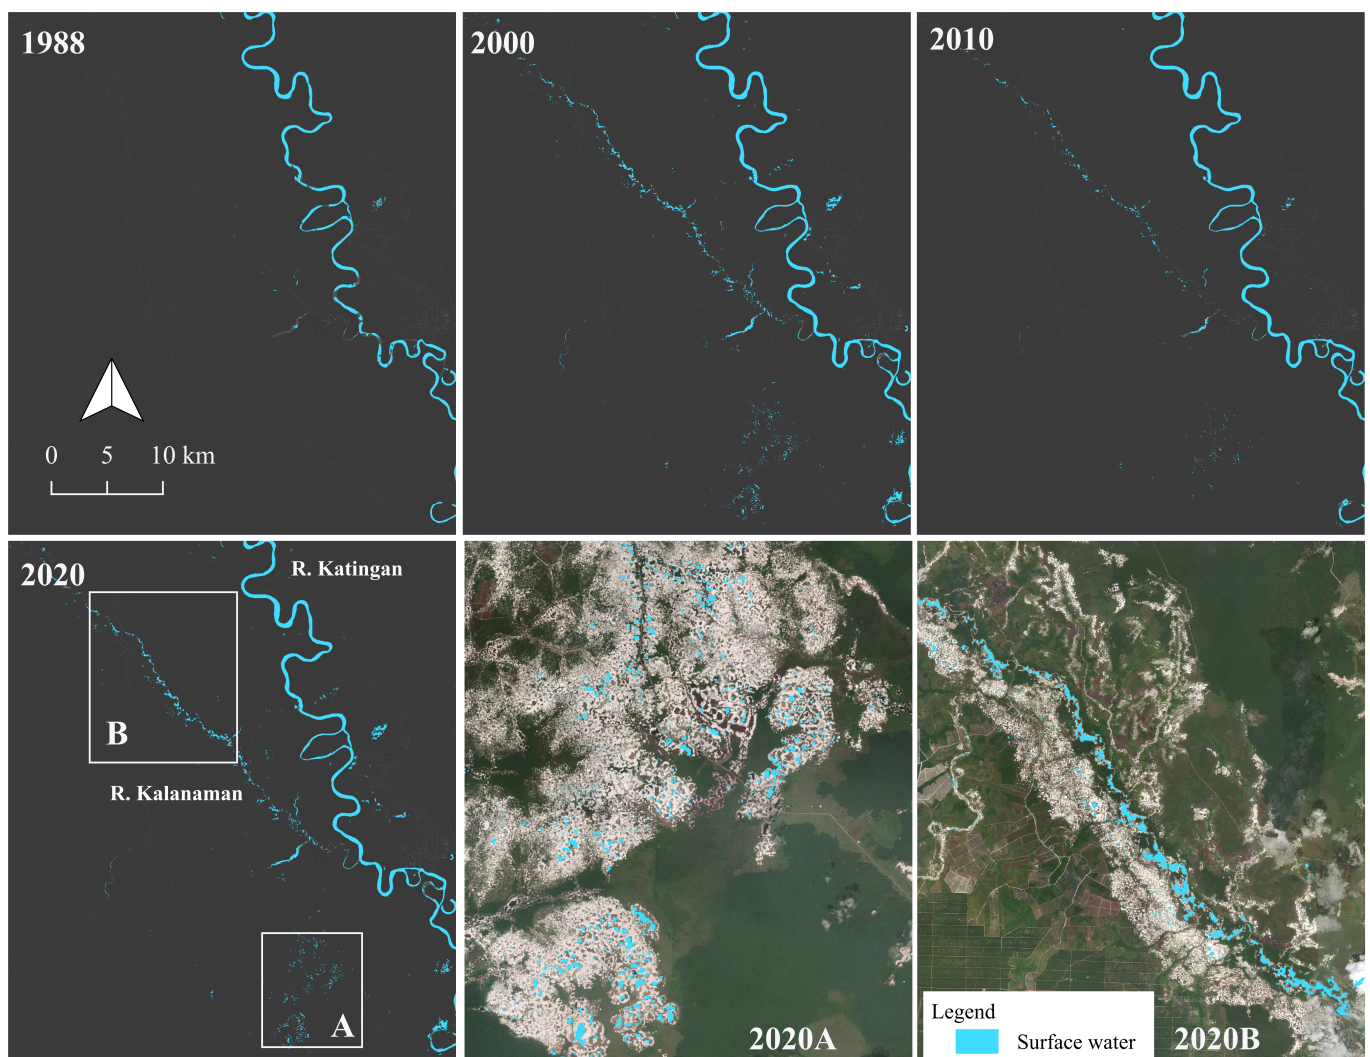 1988
2000
2010
0 5 10 km
2020
R. Katingan
B
R. Kalanaman
A
2020A
Legend
Surface water
2020B